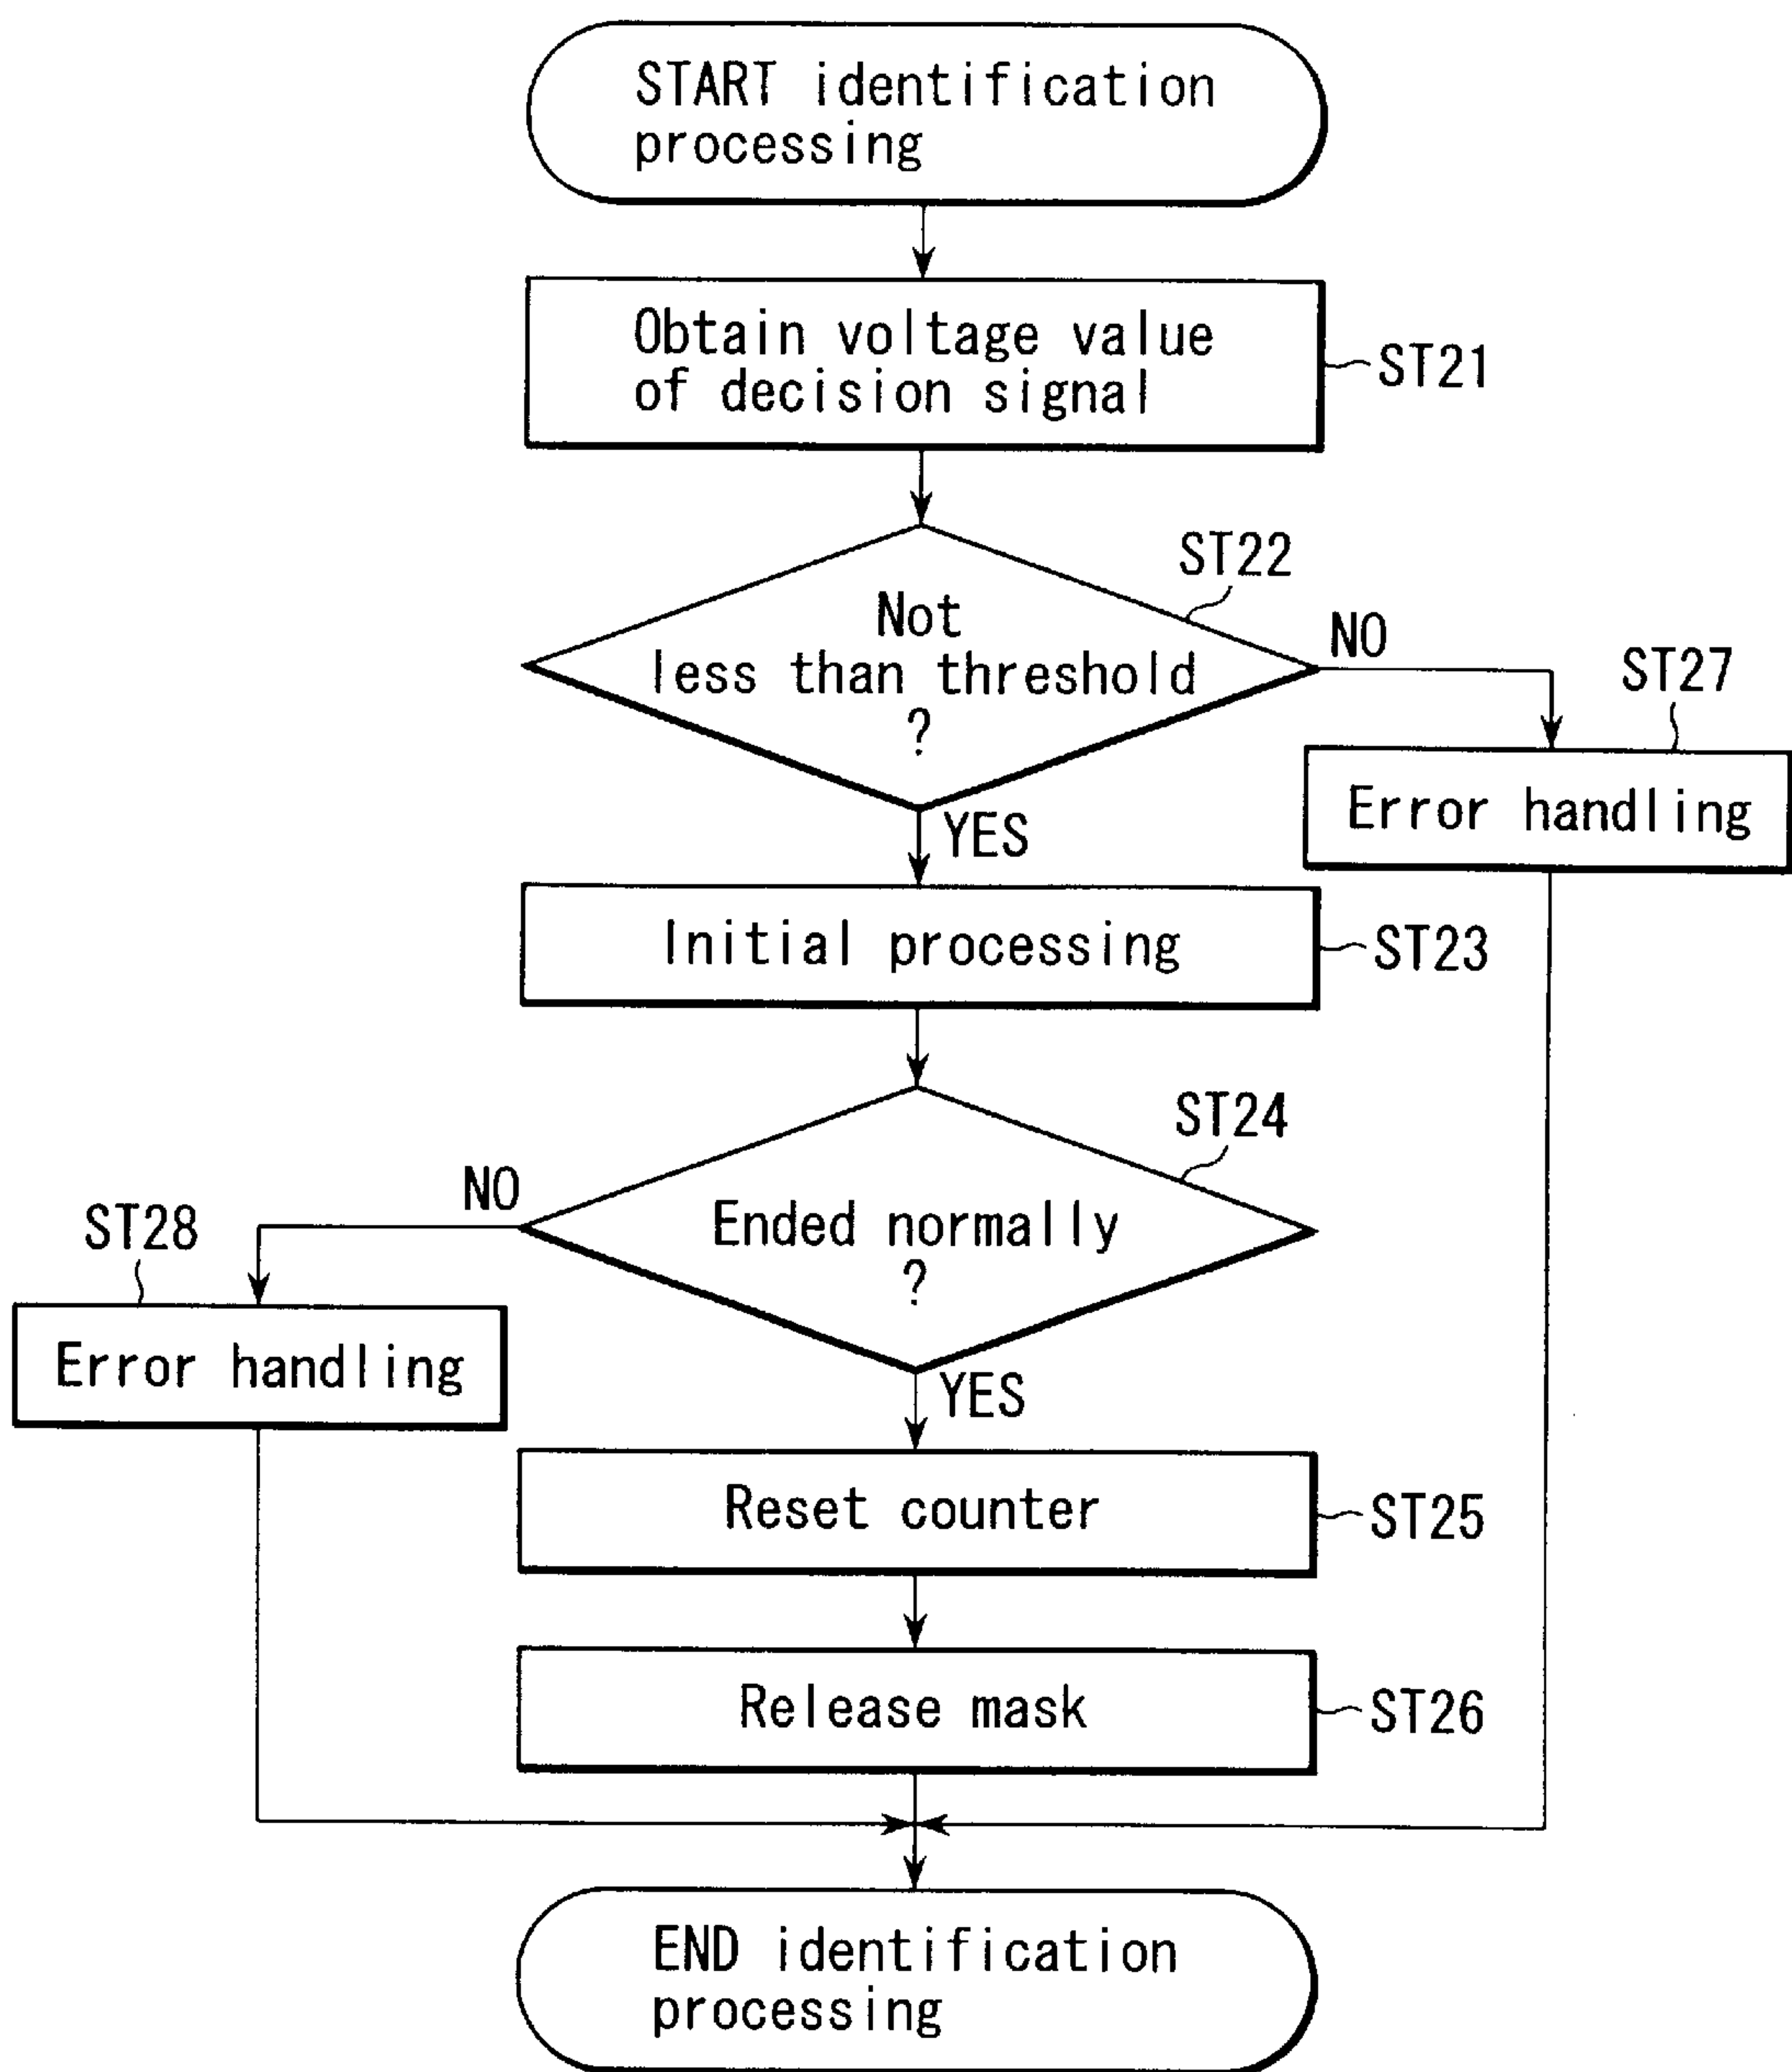 START identification
processing
Obtain voltage value
of decision signal
ST21
ST22
Not
less than threshold
?
NO
ST27
Error handling
YES
Initial processing
ST23
ST24
NO
Ended normally
?
ST28
Error handling
YES
Reset counter
ST25
Release mask
ST26
END identification
processing